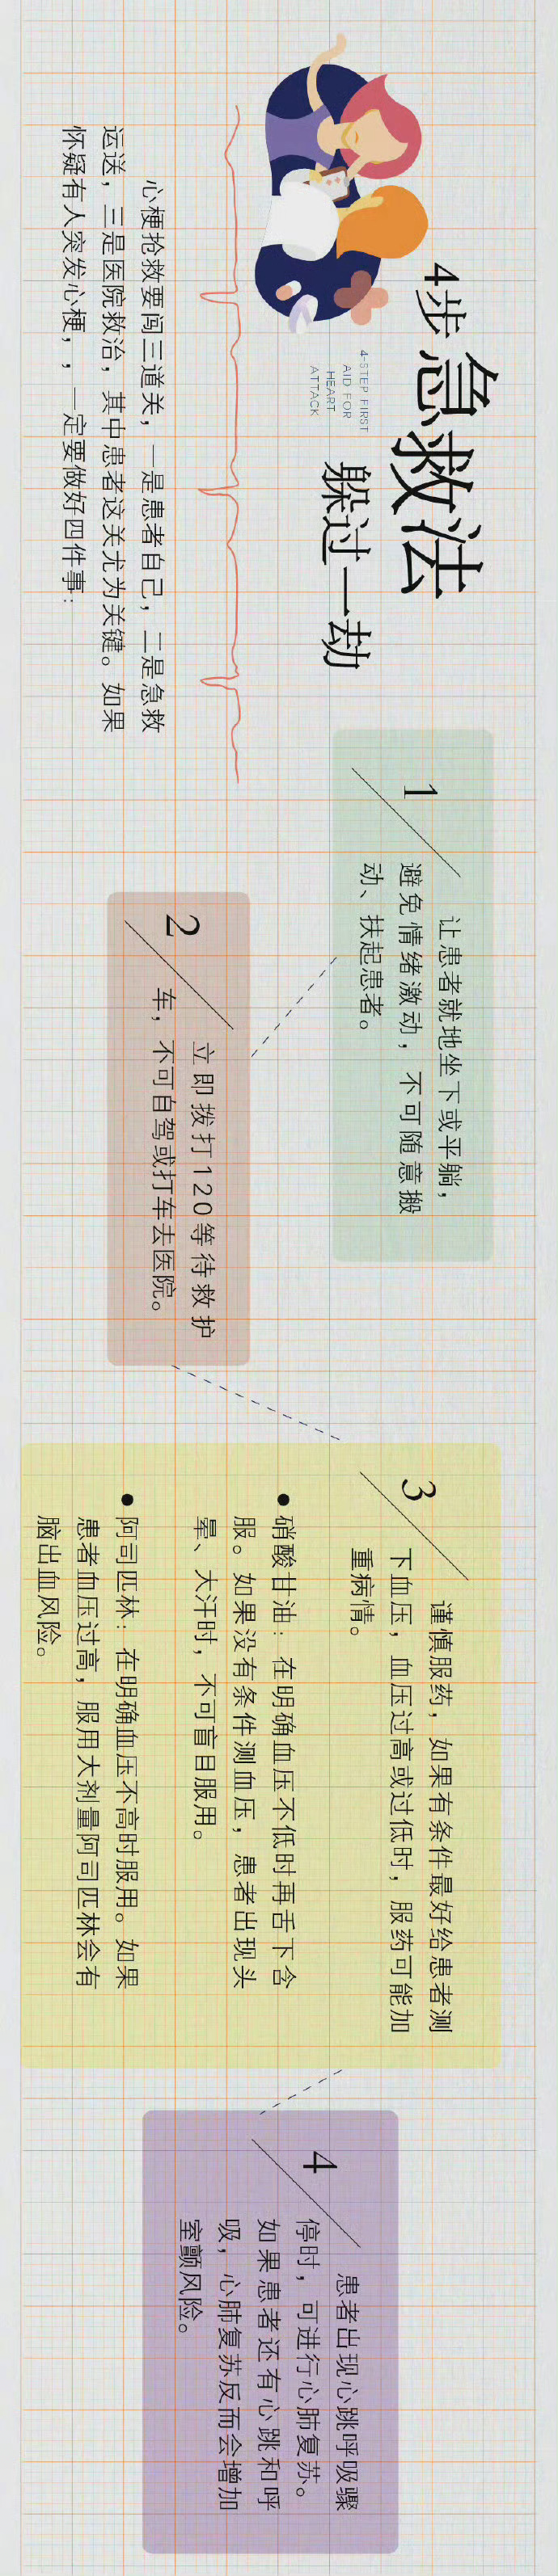 4步急救法
躲过一劫
4-STEP FIRST
AID FOR
HEART
ATTACK
心梗抢救要闯三道关，一是患者自己，二是急救
运送，三是医院救治，其中患者这关尤为关键。如果
怀疑有人突发心梗，，一定要做好四件事：
1
让患者就地坐下或平躺，
避免情绪激动，不可随意搬
动、扶起患者。
2
立即拨打120等待救护
车，不可自驾或打车去医院。
3
谨慎服药，如果有条件最好给患者测
下血压，血压过高或过低时，服药可能加
重病情。
●硝酸甘油：在明确血压不低时再舌下含
服。如果没有条件测血压，患者出现头
晕、大汗时，不可盲目服用。
●阿司匹林：在明确血压不高时服用。如果
患者血压过高，服用大剂量阿司匹林会有
脑出血风险。
4
患者出现心跳呼吸骤
停时，可进行心肺复苏。
如果患者还有心跳和呼
吸，心肺复苏反而会增加
室颤风险。